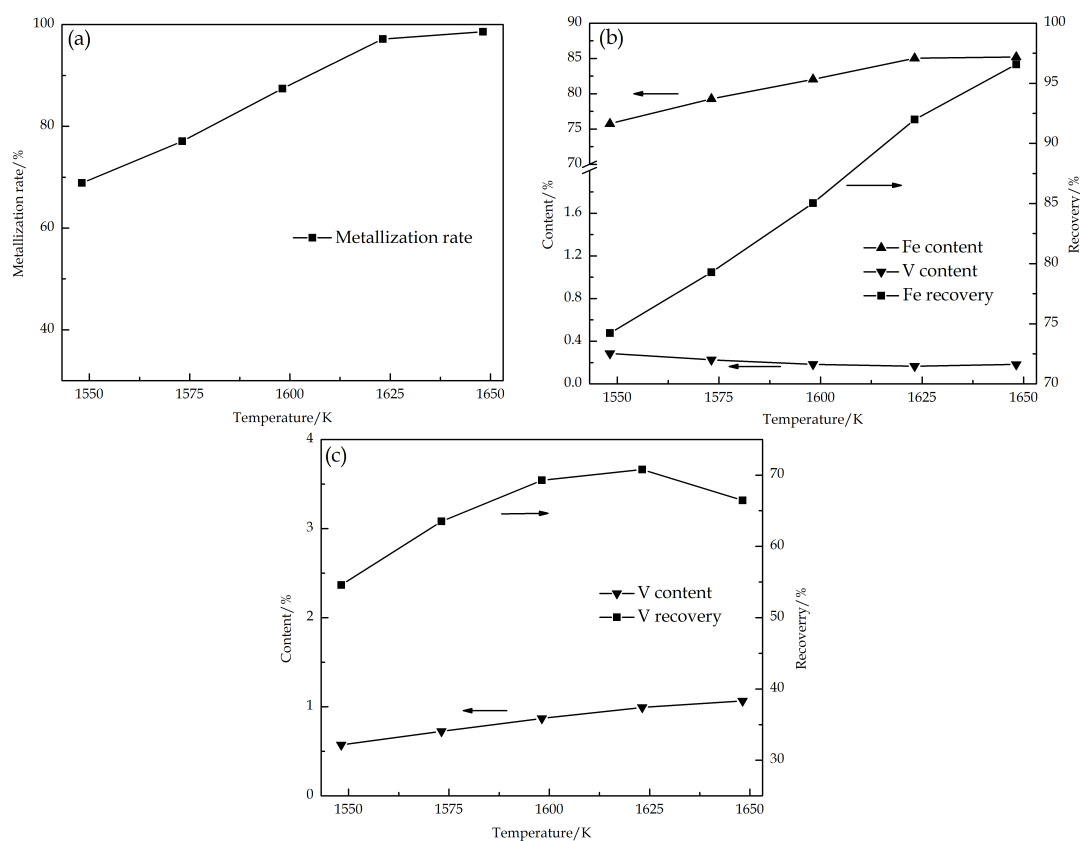 (a)
100
80
60
40
Metallization rate/%
Metallization rate
1550 1575 1600 1625 1650
Temperature/K
(b)
90
85
80
75
70
2.0
1.6
1.2
0.8
0.4
0.0
Content/%
100
95
90
85
80
75
70
Recovery/%
Fe content
V content
Fe recovery
1550 1575 1600 1625 1650
Temperature/K
(c)
4
3
2
1
0
Content/%
70
60
50
40
30
Recoverry/%
V content
V recovery
1550 1575 1600 1625 1650
Temperature/K